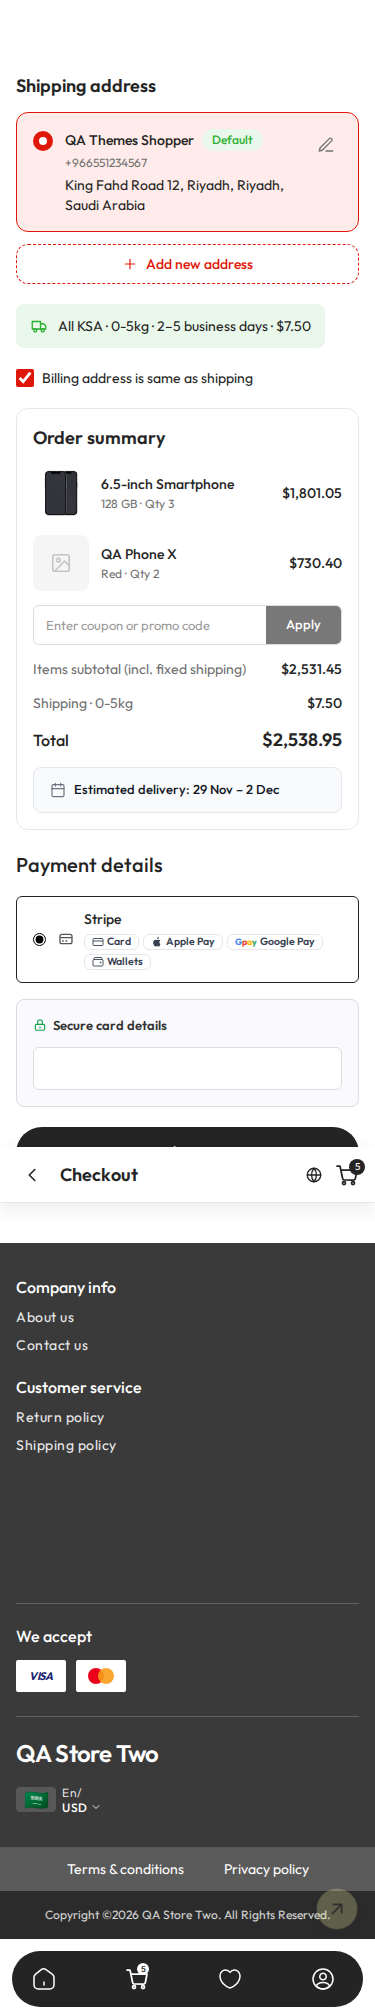 Shipping address
QA Themes Shopper Default
+966551234567
King Fahd Road 12, Riyadh, Riyadh,
Saudi Arabia
Add new address
All KSA · 0-5kg · 2–5 business days · $7.50
Billing address is same as shipping
Order summary
6.5-inch Smartphone
128 GB · Qty 3
$1,801.05
QA Phone X
Red · Qty 2
$730.40
Enter coupon or promo code Apply
Items subtotal (incl. fixed shipping) $2,531.45
Shipping · 0-5kg $7.50
Total $2,538.95
Estimated delivery: 29 Nov – 2 Dec
Payment details
Stripe
Card Apple Pay GPay Google Pay
Wallets
Secure card details
Checkout 5
Company info
About us
Contact us
Customer service
Return policy
Shipping policy
We accept
VISA
QA Store Two
En/
USD
Terms & conditions Privacy policy
Copyright ©2026 QA Store Two. All Rights Reserved.
5